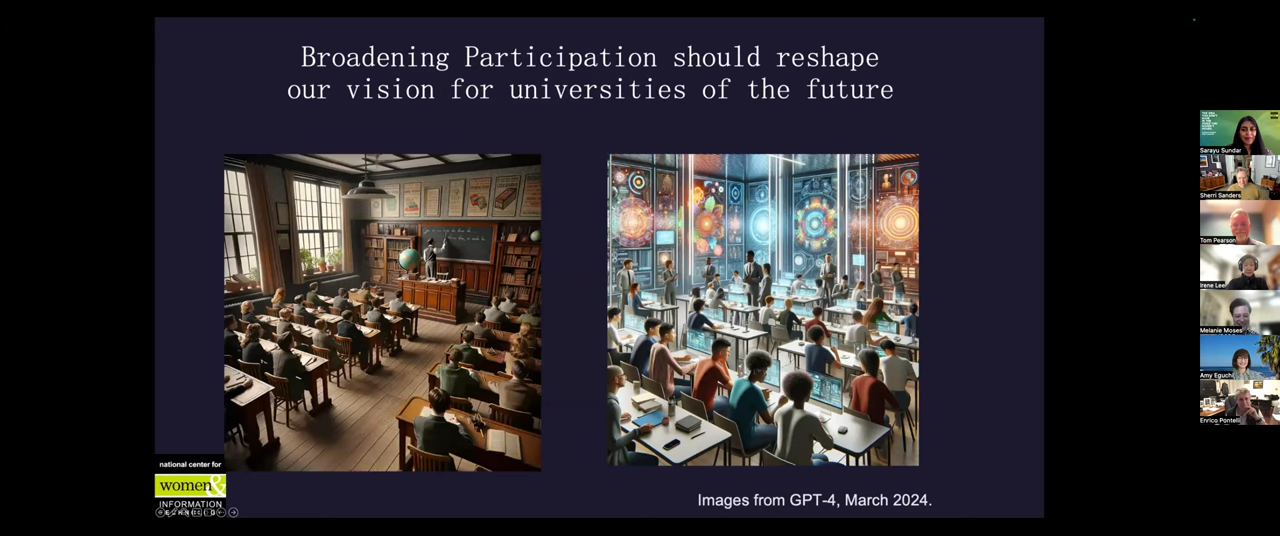 Broadening Participation should reshape
our vision for universities of the future
national center for
women&
INFORMATION
Images from GPT-4, March 2024.
Sarayu Sundar
Sherri Sanders
Tom Pearson
Irene Lee
Melanie Moses
Amy Eguchi
Enrico Pontelli